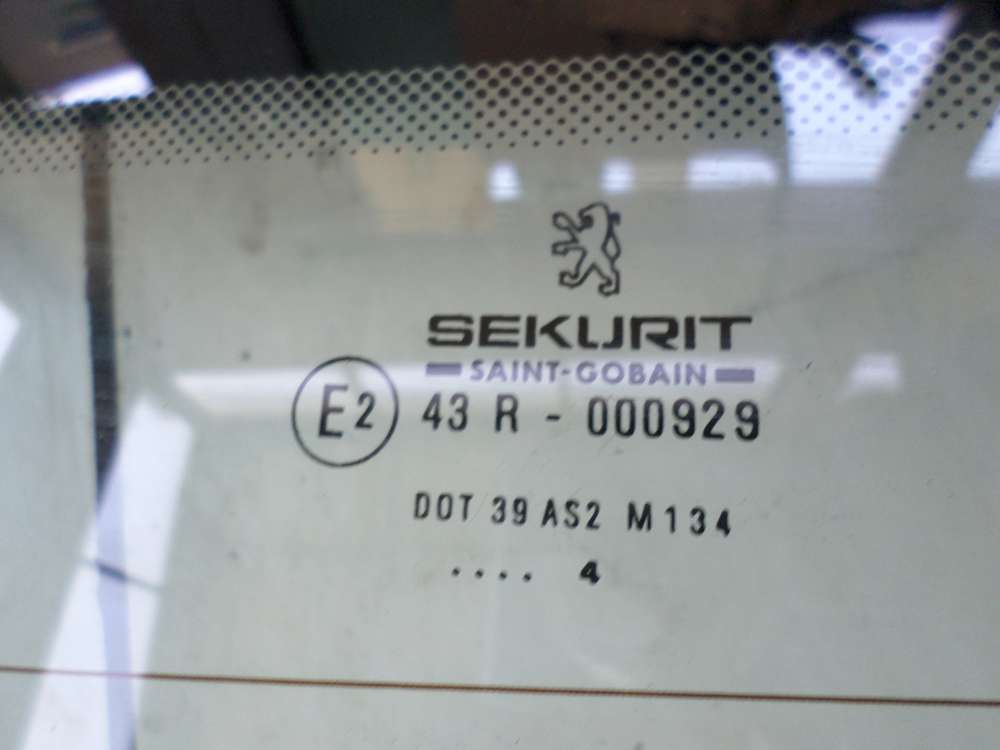 SEKURIT
SAINT-GOBAIN
E2 43 R - 000929
DOT 39 AS2 M134
.... 4